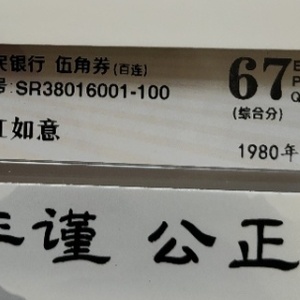 民银行 伍角券(百连)
号:SR38016001-100
江如意
67 E
P
Q
(综合分)
1980年
谨 公正